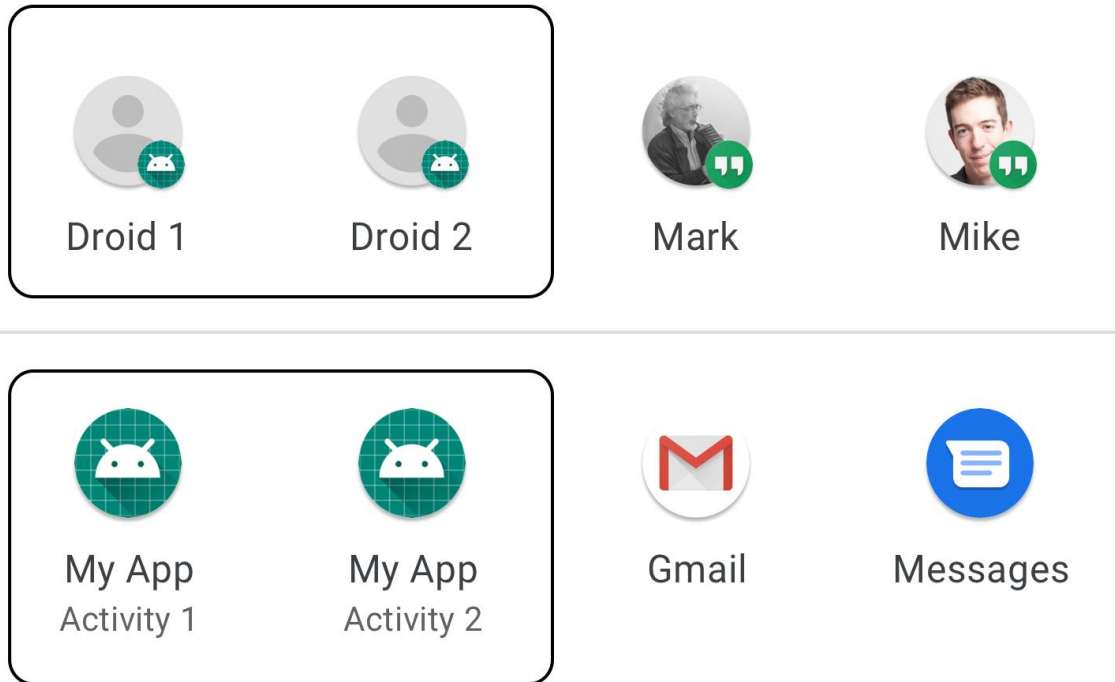 Droid 1
Droid 2
Mark
Mike
My App
Activity 1
My App
Activity 2
Gmail
Messages